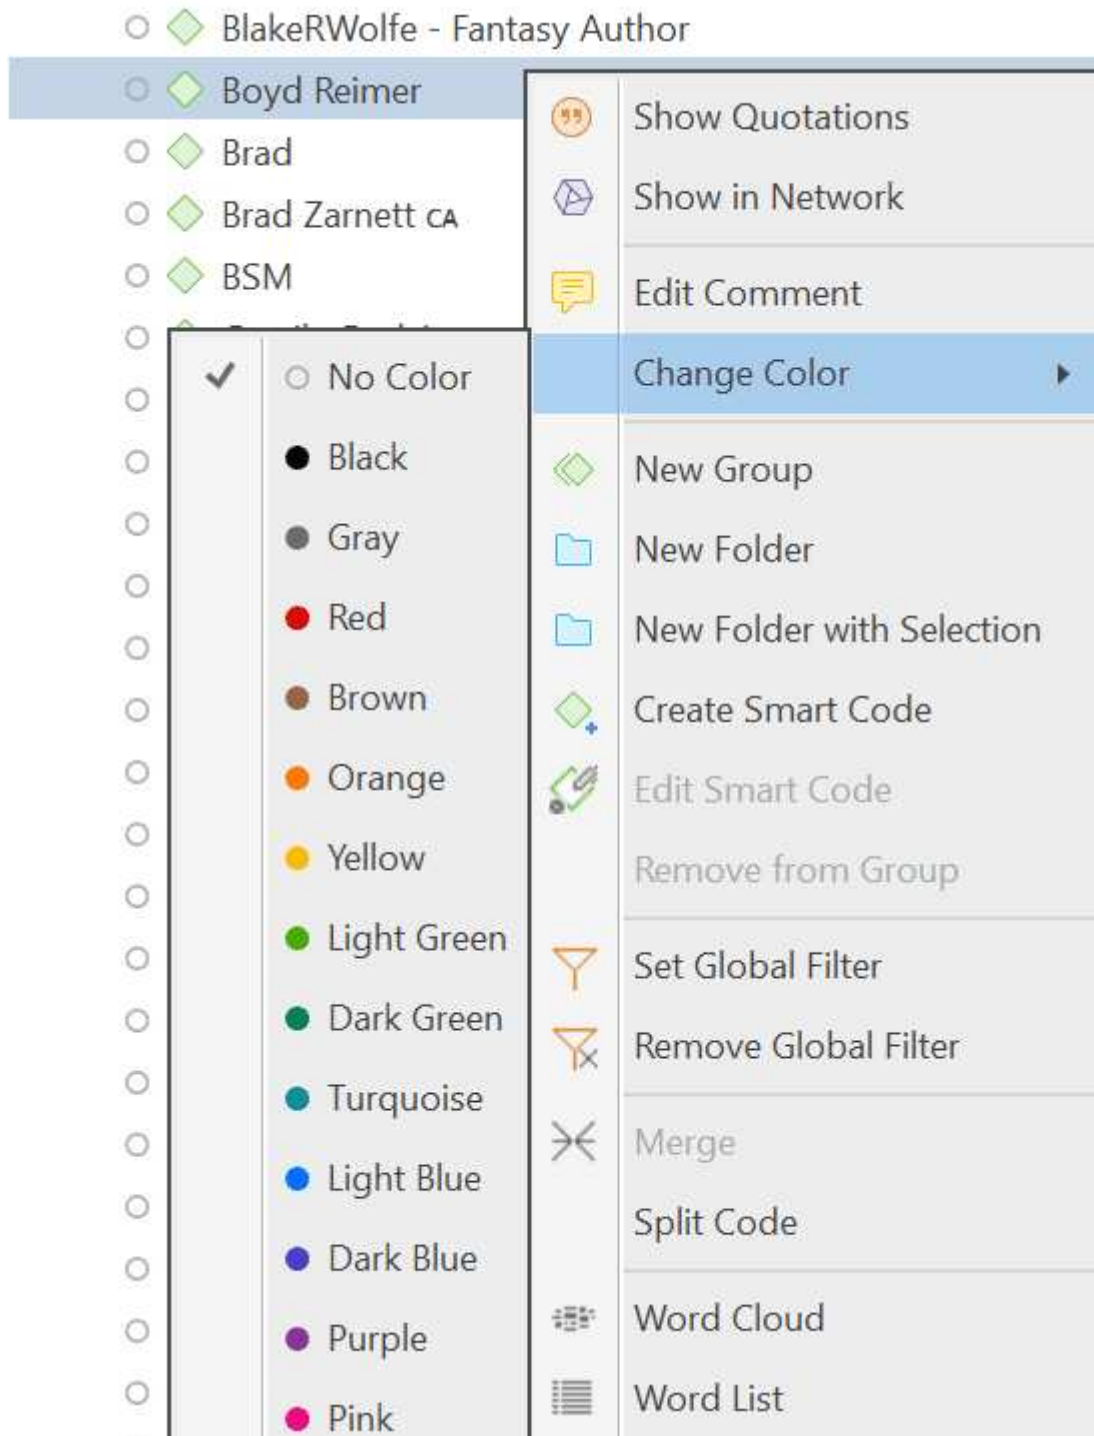 BlakeRWolfe - Fantasy Author
Boyd Reimer
Brad
Brad Zarnett CA
BSM
No Color
Black
Gray
Red
Brown
Orange
Yellow
Light Green
Dark Green
Turquoise
Light Blue
Dark Blue
Purple
Pink
Show Quotations
Show in Network
Edit Comment
Change Color
New Group
New Folder
New Folder with Selection
Create Smart Code
Edit Smart Code
Remove from Group
Set Global Filter
Remove Global Filter
Merge
Split Code
Word Cloud
Word List